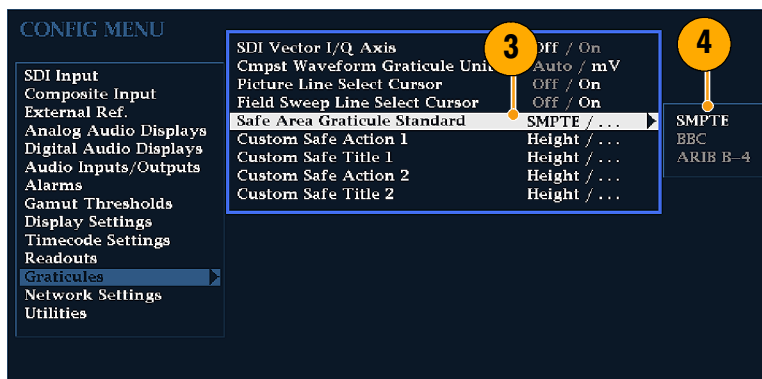 CONFIG MENU
SDI Input
Composite Input
External Ref.
Analog Audio Displays
Digital Audio Displays
Audio Inputs/Outputs
Alarms
Gamut Thresholds
Display Settings
Timecode Settings
Readouts
Graticules
Network Settings
Utilities
SDI Vector I/Q Axis Off / On
Cmpst Waveform Graticule Uni Auto / mV
Picture Line Select Cursor Off / On
Field Sweep Line Select Cursor Off / On
Safe Area Graticule Standard SMPTE / ...
Custom Safe Action 1 Height / ...
Custom Safe Title 1 Height / ...
Custom Safe Action 2 Height / ...
Custom Safe Title 2 Height / ...
3
4
SMPTE
BBC
ARIB B-4